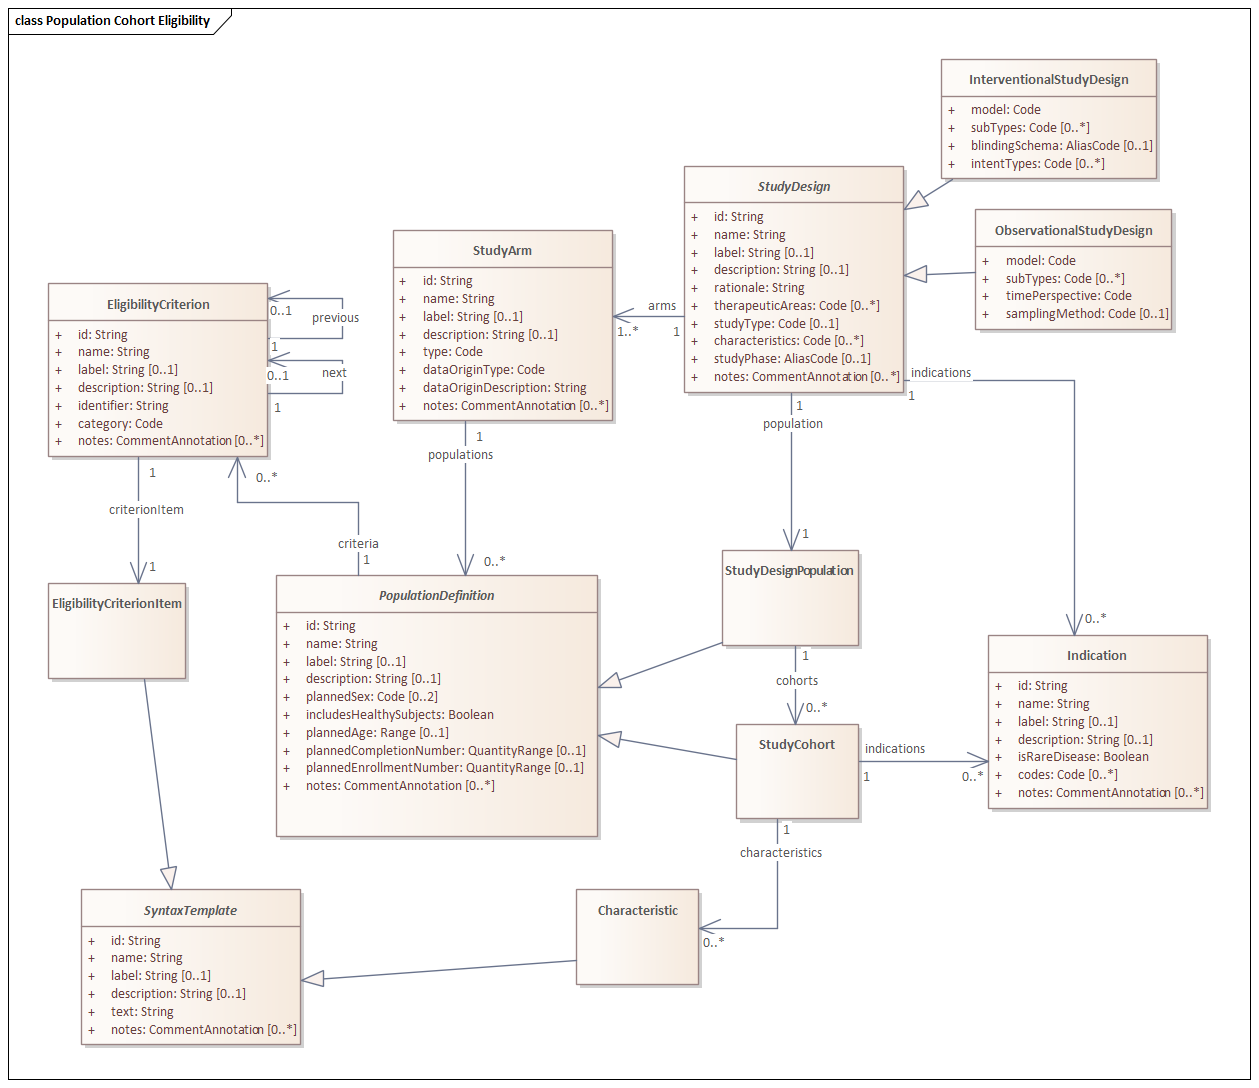 class Population Cohort Eligibility
InterventionalStudyDesign
+ model: Code
+ subTypes: Code [0..*]
+ blindingSchema: AliasCode [0..1]
+ intentTypes: Code [0..*]
StudyDesign
+ id: String
+ name: String
+ label: String [0..1]
+ description: String [0..1]
+ rationale: String
+ therapeuticAreas: Code [0..*]
+ studyType: Code [0..1]
+ characteristics: Code [0..*]
+ studyPhase: AliasCode [0..1]
+ notes: CommentAnnotation [0..*]
ObservationalStudyDesign
+ model: Code
+ subTypes: Code [0..*]
+ timePerspective: Code
+ samplingMethod: Code [0..1]
StudyArm
+ id: String
+ name: String
+ label: String [0..1]
+ description: String [0..1]
+ type: Code
+ dataOriginType: Code
+ dataOriginDescription: String
+ notes: CommentAnnotation [0..*]
arms
1..*
1
EligibilityCriterion
+ id: String
+ name: String
+ label: String [0..1]
+ description: String [0..1]
+ identifier: String
+ category: Code
+ notes: CommentAnnotation [0..*]
0..1
previous
1
0..1
next
1
indications
1
0..*
1
population
1
1
populations
0..*
1
criterionItem
1
0..*
criteria
1
EligibilityCriterionItem
StudyDesignPopulation
PopulationDefinition
+ id: String
+ name: String
+ label: String [0..1]
+ description: String [0..1]
+ plannedSex: Code [0..2]
+ includesHealthySubjects: Boolean
+ plannedAge: Range [0..1]
+ plannedCompletionNumber: QuantityRange [0..1]
+ plannedEnrollmentNumber: QuantityRange [0..1]
+ notes: CommentAnnotation [0..*]
1
cohorts
0..*
Indication
+ id: String
+ name: String
+ label: String [0..1]
+ description: String [0..1]
+ isRareDisease: Boolean
+ codes: Code [0..*]
+ notes: CommentAnnotation [0..*]
StudyCohort
indications
1
0..*
1
characteristics
0..*
Characteristic
SyntaxTemplate
+ id: String
+ name: String
+ label: String [0..1]
+ description: String [0..1]
+ text: String
+ notes: CommentAnnotation [0..*]